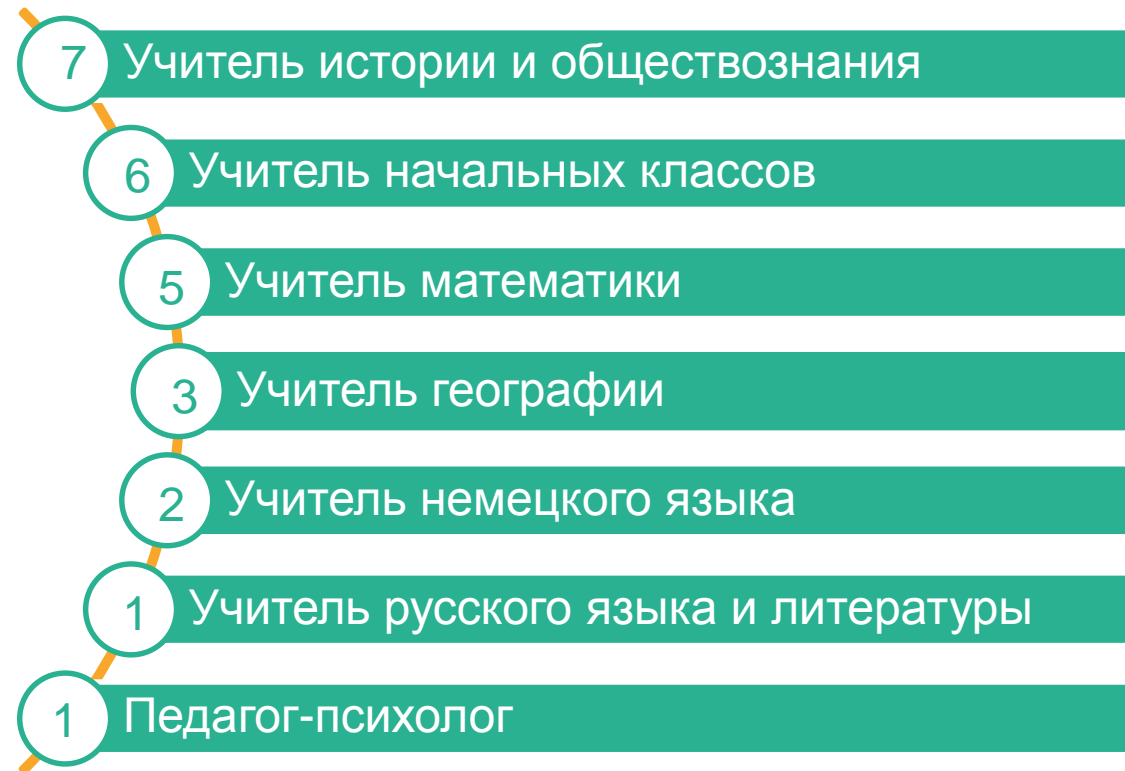 7 Учитель истории и обществознания
6 Учитель начальных классов
5 Учитель математики
3 Учитель географии
2 Учитель немецкого языка
1 Учитель русского языка и литературы
1 Педагог-психолог